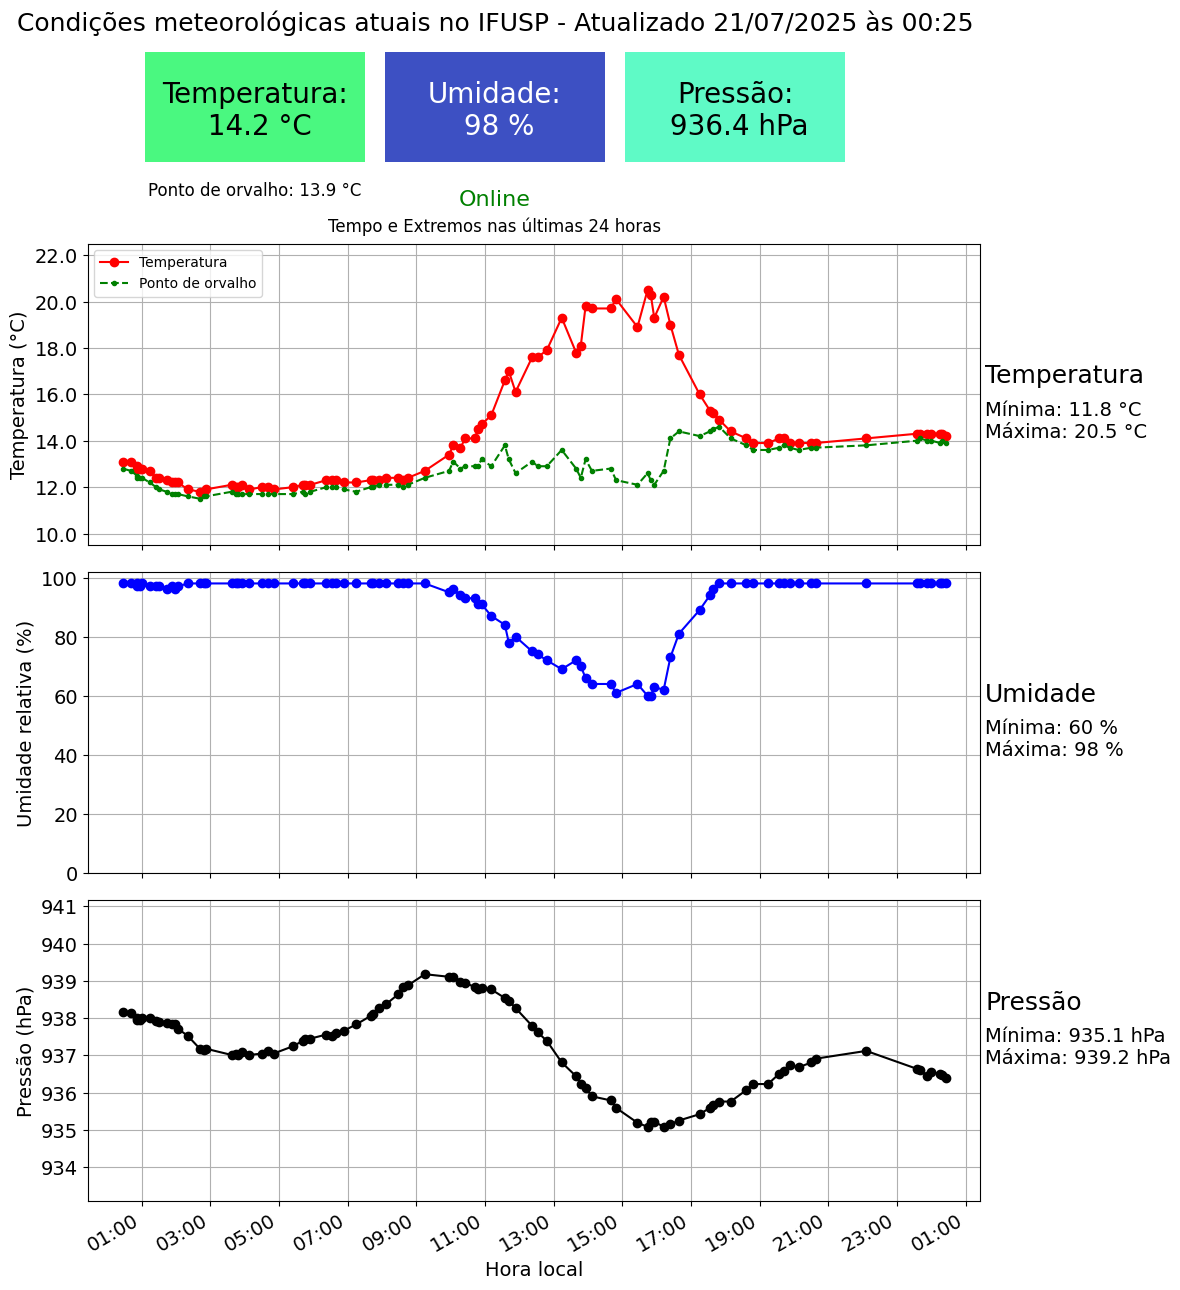 Condições meteorológicas atuais no IFUSP - Atualizado 21/07/2025 às 00:25
Temperatura:
14.2 °C
Umidade:
98 %
Pressão:
936.4 hPa
Ponto de orvalho: 13.9 °C
Online
Tempo e Extremos nas últimas 24 horas
Temperatura (°C)
22.0
20.0
18.0
16.0
14.0
12.0
10.0
Temperatura
Ponto de orvalho
Temperatura
Mínima: 11.8 °C
Máxima: 20.5 °C
Umidade relativa (%)
100
80
60
40
20
0
Umidade
Mínima: 60 %
Máxima: 98 %
Pressão (hPa)
941
940
939
938
937
936
935
934
Pressão
Mínima: 935.1 hPa
Máxima: 939.2 hPa
01:00 03:00 05:00 07:00 09:00 11:00 13:00 15:00 17:00 19:00 21:00 23:00 01:00
Hora local